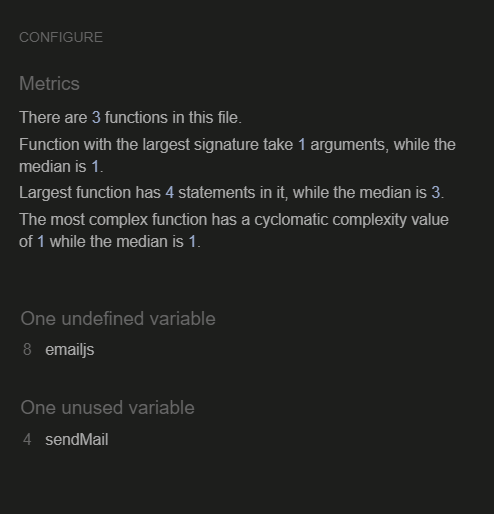 CONFIGURE
Metrics
There are 3 functions in this file.
Function with the largest signature take 1 arguments, while the
median is 1.
Largest function has 4 statements in it, while the median is 3.
The most complex function has a cyclomatic complexity value
of 1 while the median is 1.
One undefined variable
8 emailjs
One unused variable
4 sendMail